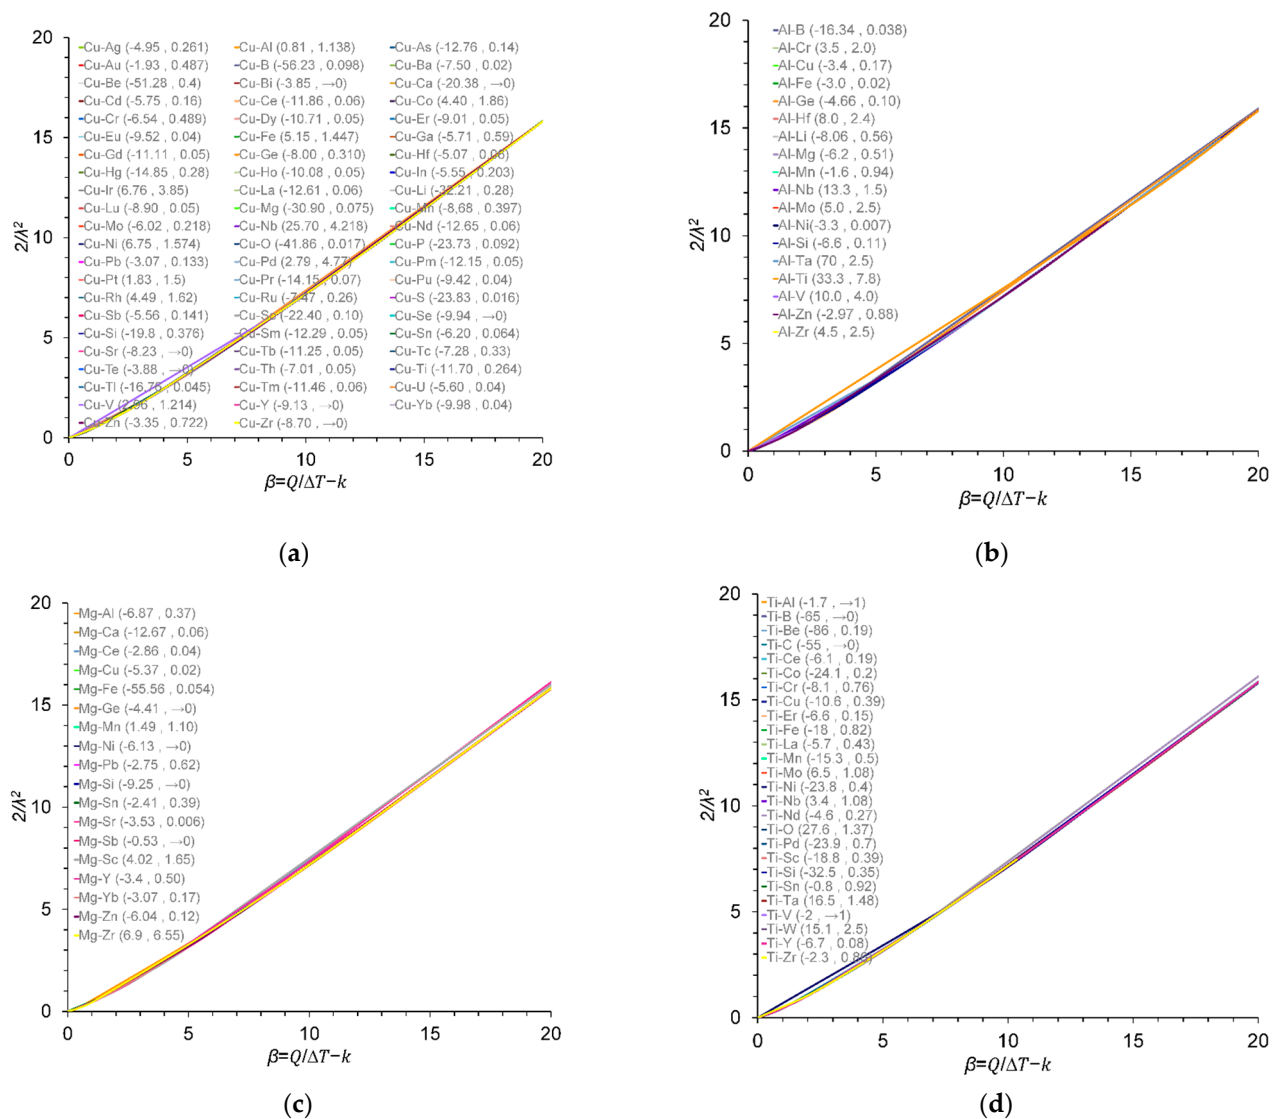 20
Cu-Ag (-4.95 , 0.261) Cu-Al (0.81 , 1.138) Cu-As (-12.76 , 0.14)
Cu-Au (-1.93 , 0.487) Cu-B (-56.23 , 0.098) Cu-Ba (-7.50 , 0.02)
Cu-Be (-51.28 , 0.4) Cu-Bi (-3.85 , →0) Cu-Ca (-20.38 , →0)
Cu-Cd (-5.75 , 0.16) Cu-Ce (-11.86 , 0.06) Cu-Co (4.40 , 1.86)
Cu-Cr (-6.54 , 0.489) Cu-Dy (-10.71 , 0.05) Cu-Er (-9.01 , 0.05)
15
Cu-Eu (-9.52 , 0.04) Cu-Fe (5.15 , 1.447) Cu-Ga (-5.71 , 0.59)
Cu-Gd (-11.11 , 0.05) Cu-Ge (-8.00 , 0.310) Cu-Hf (-5.07 , 0.06)
Cu-Hg (-14.85 , 0.28) Cu-Ho (-10.08 , 0.05) Cu-In (-5.55 , 0.203)
Cu-Ir (6.76 , 3.85) Cu-La (-12.61 , 0.06) Cu-Li (-32.21 , 0.28)
Cu-Lu (-8.90 , 0.05) Cu-Mg (-30.90 , 0.075) Cu-Mn (-8,68 , 0.397)
Cu-Mo (-6.02 , 0.218) Cu-Nb (25.70 , 4.218) Cu-Nd (-12.65 , 0.06)
10
Cu-Ni (6.75 , 1.574) Cu-O (-41.86 , 0.017) Cu-P (-23.73 , 0.092)
Cu-Pb (-3.07 , 0.133) Cu-Pd (2.79 , 4.77) Cu-Pm (-12.15 , 0.05)
Cu-Pt (1.83 , 1.5) Cu-Pr (-14.15 , 0.07) Cu-Pu (-9.42 , 0.04)
Cu-Rh (4.49 , 1.62) Cu-Ru (-7.47 , 0.26) Cu-S (-23.83 , 0.016)
Cu-Sb (-5.56 , 0.141) Cu-Sc (-22.40 , 0.10) Cu-Se (-9.94 , →0)
5
Cu-Si (-19.8 , 0.376) Cu-Sm (-12.29 , 0.05) Cu-Sn (-6.20 , 0.064)
Cu-Sr (-8.23 , →0) Cu-Tb (-11.25 , 0.05) Cu-Tc (-7.28 , 0.33)
Cu-Te (-3.88 , →0) Cu-Th (-7.01 , 0.05) Cu-Ti (-11.70 , 0.264)
Cu-Tl (-16.76 , 0.045) Cu-Tm (-11.46 , 0.06) Cu-U (-5.60 , 0.04)
Cu-V (1.214) Cu-Y (-9.13 , →0) Cu-Yb (-9.98 , 0.04)
Cu-Zn (-3.35 , 0.722) Cu-Zr (-8.70 , →0)
0
2/λ²
0 5 10 15 20
β=Q/ΔT−k
(a)
20
Al-B (-16.34 , 0.038)
Al-Cr (3.5 , 2.0)
Al-Cu (-3.4 , 0.17)
Al-Fe (-3.0 , 0.02)
Al-Ge (-4.66 , 0.10)
15
Al-Hf (8.0 , 2.4)
Al-Li (-8.06 , 0.56)
Al-Mg (-6.2 , 0.51)
Al-Mn (-1.6 , 0.94)
Al-Nb (13.3 , 1.5)
Al-Mo (5.0 , 2.5)
10
Al-Ni(-3.3 , 0.007)
Al-Si (-6.6 , 0.11)
Al-Ta (70 , 2.5)
Al-Ti (33.3 , 7.8)
Al-V (10.0 , 4.0)
Al-Zn (-2.97 , 0.88)
Al-Zr (4.5 , 2.5)
5
0
2/λ²
0 5 10 15 20
β=Q/ΔT−k
(b)
20
Mg-Al (-6.87 , 0.37)
Mg-Ca (-12.67 , 0.06)
Mg-Ce (-2.86 , 0.04)
Mg-Cu (-5.37 , 0.02)
Mg-Fe (-55.56 , 0.054)
15
Mg-Ge (-4.41 , →0)
Mg-Mn (1.49 , 1.10)
Mg-Ni (-6.13 , →0)
Mg-Pb (-2.75 , 0.62)
Mg-Si (-9.25 , →0)
10
Mg-Sn (-2.41 , 0.39)
Mg-Sr (-3.53 , 0.006)
Mg-Sb (-0.53 , →0)
Mg-Sc (4.02 , 1.65)
Mg-Y (-3.4 , 0.50)
Mg-Yb (-3.07 , 0.17)
5
Mg-Zn (-6.04 , 0.12)
Mg-Zr (6.9 , 6.55)
0
2/λ²
0 5 10 15 20
β=Q/ΔT−k
(c)
20
Ti-Al (-1.7 , →1)
Ti-B (-65 , →0)
Ti-Be (-86 , 0.19)
Ti-C (-55 , →0)
Ti-Ce (-6.1 , 0.19)
Ti-Co (-24.1 , 0.2)
Ti-Cr (-8.1 , 0.76)
15
Ti-Cu (-10.6 , 0.39)
Ti-Er (-6.6 , 0.15)
Ti-Fe (-18 , 0.82)
Ti-La (-5.7 , 0.43)
Ti-Mn (-15.3 , 0.5)
Ti-Mo (6.5 , 1.08)
Ti-Ni (-23.8 , 0.4)
10
Ti-Nb (3.4 , 1.08)
Ti-Nd (-4.6 , 0.27)
Ti-O (27.6 , 1.37)
Ti-Pd (-23.9 , 0.7)
Ti-Sc (-18.8 , 0.39)
Ti-Si (-32.5 , 0.35)
Ti-Sn (-0.8 , 0.92)
Ti-Ta (16.5 , 1.48)
5
Ti-V (-2 , →1)
Ti-W (15.1 , 2.5)
Ti-Y (-6.7 , 0.08)
Ti-Zr (-2.3 ,
0
2/λ²
0 5 10 15 20
β=Q/ΔT−k
(d)